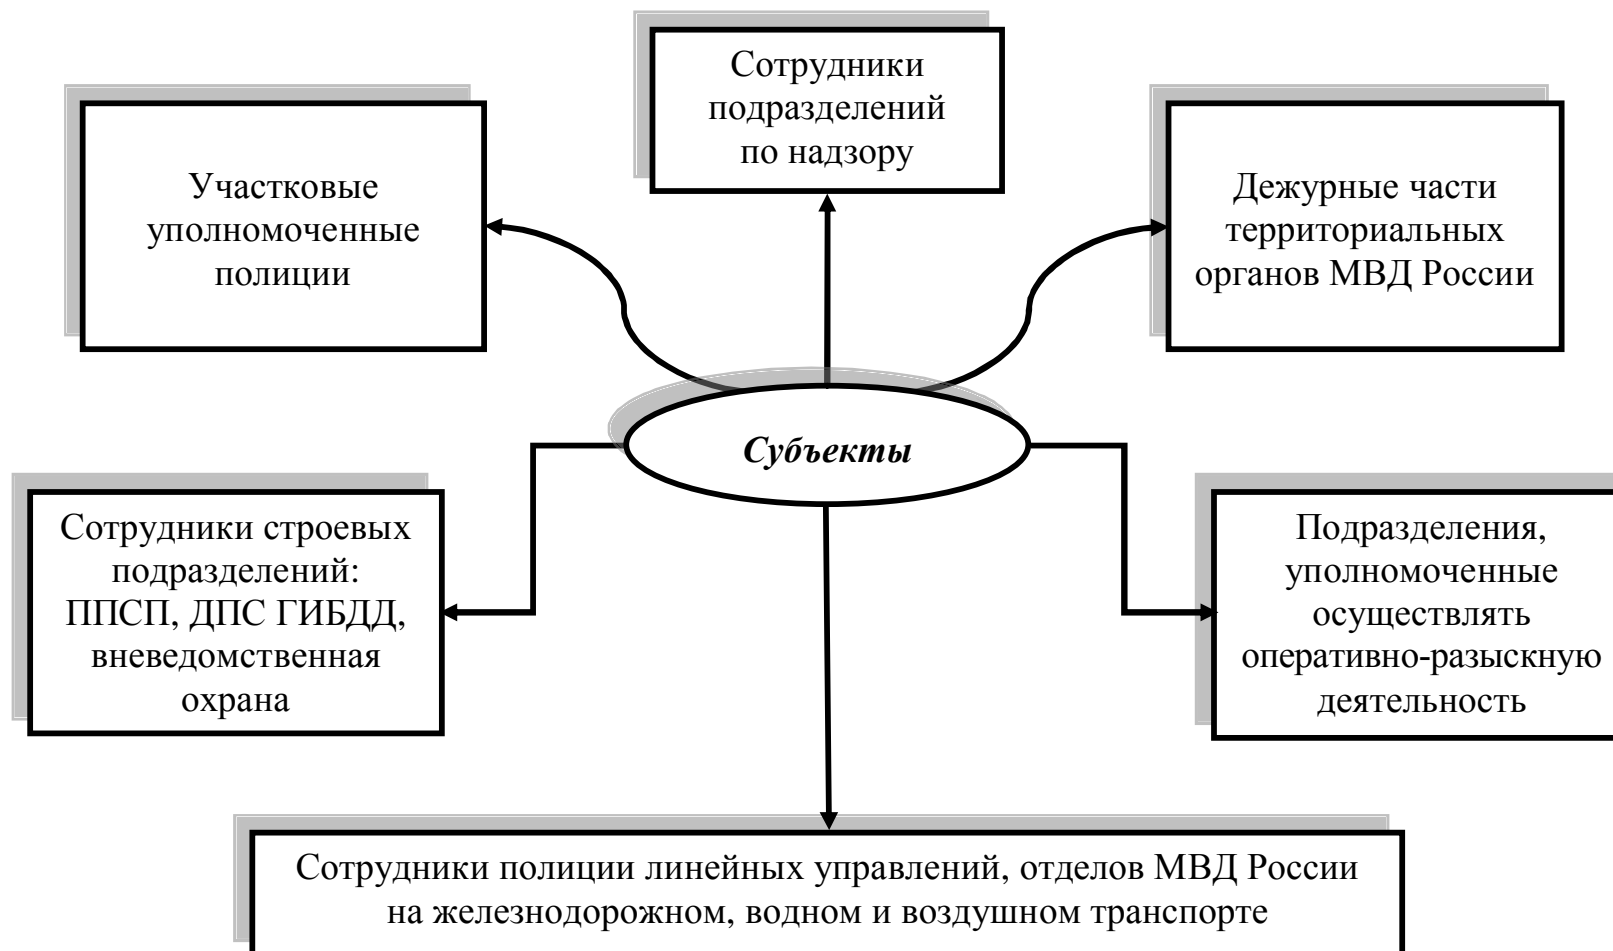 Сотрудники
подразделений
по надзору
Участковые
уполномоченные
полиции
Дежурные части
территориальных
органов МВД России
Субъекты
Сотрудники строевых
подразделений:
ППСП, ДПС ГИБДД,
вневедомственная
охрана
Подразделения,
уполномоченные
осуществлять
оперативно-разыскную
деятельность
Сотрудники полиции линейных управлений, отделов МВД России
на железнодорожном, водном и воздушном транспорте